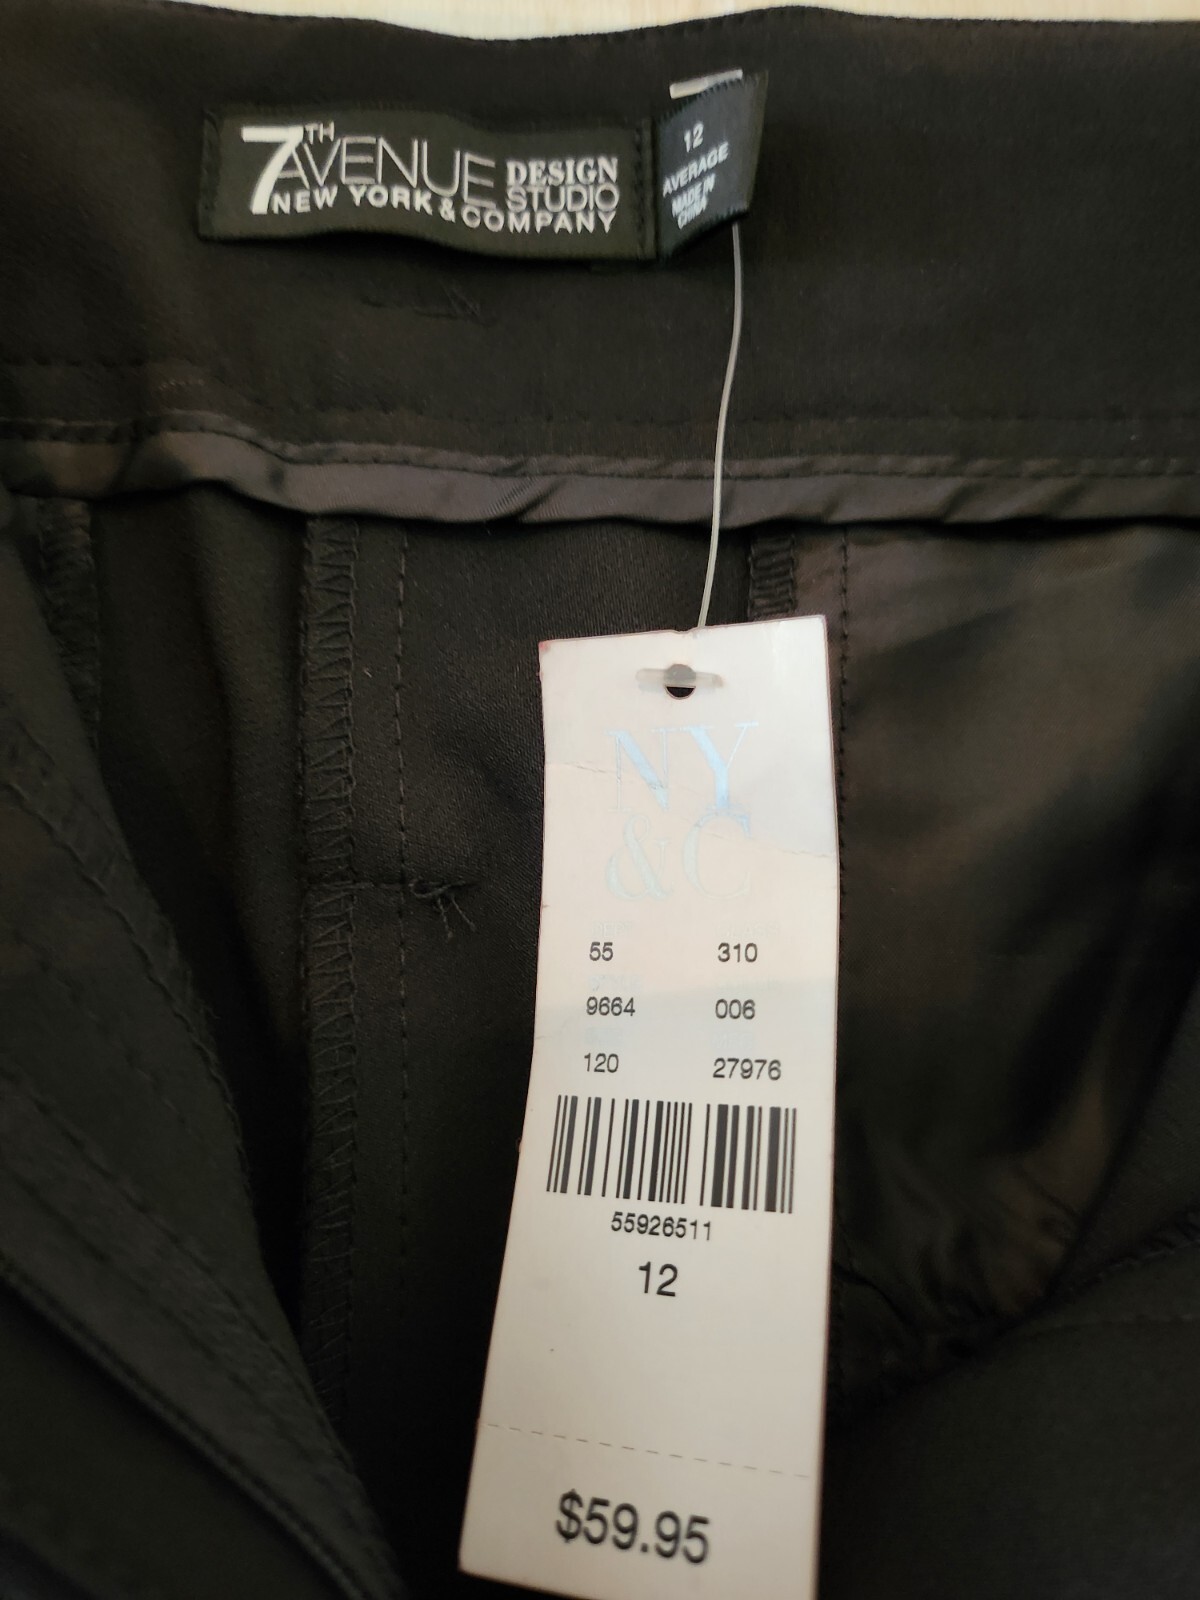 7TH AVENUE DESIGN STUDIO
NEW YORK & COMPANY
12
AVERAGE
MADE IN
CHINA
NY
&C
55 310
9664 006
120 27976
55926511
12
$59.95